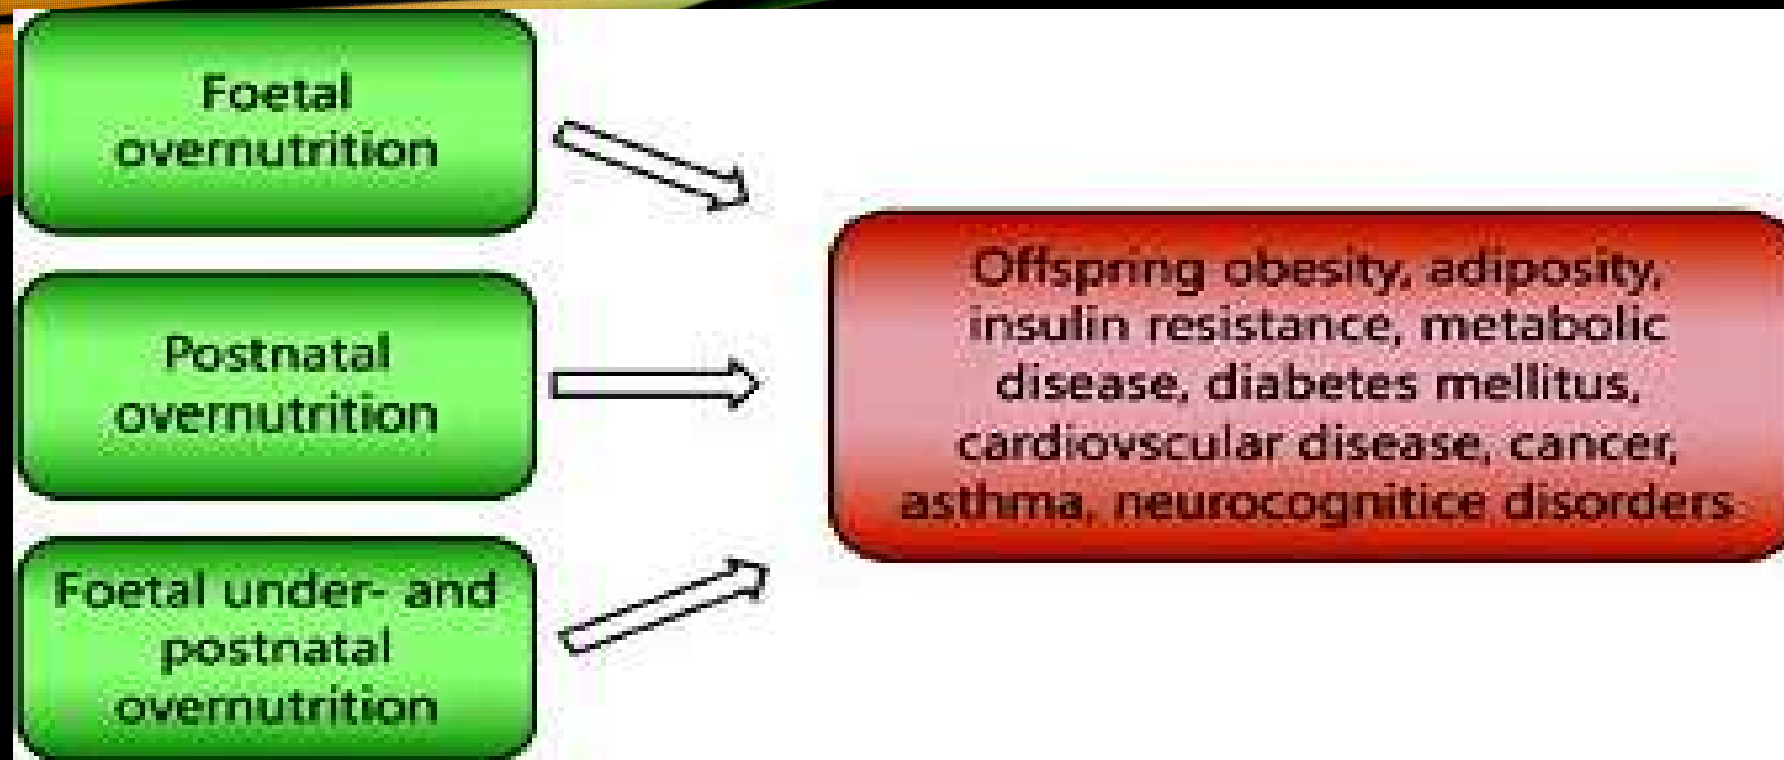 Foetal
overnutrition
Postnatal
overnutrition
Foetal under- and
postnatal
overnutrition
Offspring obesity, adiposity,
insulin resistance, metabolic
disease, diabetes mellitus,
cardiovscular disease, cancer,
asthma, neurocognitice disorders